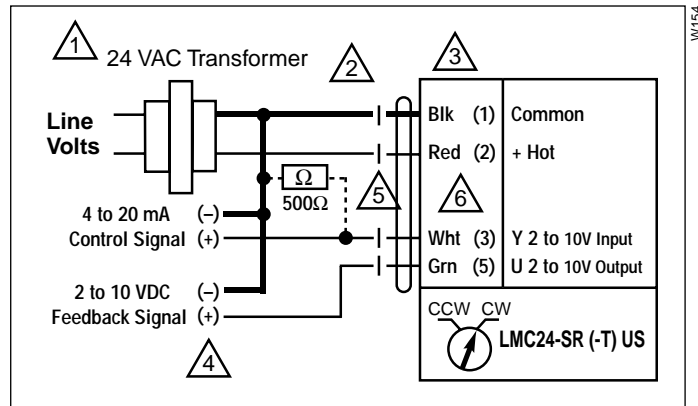 W154
1 24 VAC Transformer
2
3
Line
Volts
Blk (1) Common
Red (2) + Hot
Ω
500Ω
5
6
4 to 20 mA (–)
Control Signal (+)
Wht (3) Y 2 to 10V Input
Grn (5) U 2 to 10V Output
2 to 10 VDC (–)
Feedback Signal (+)
4
CCW CW
LMC24-SR (-T) US